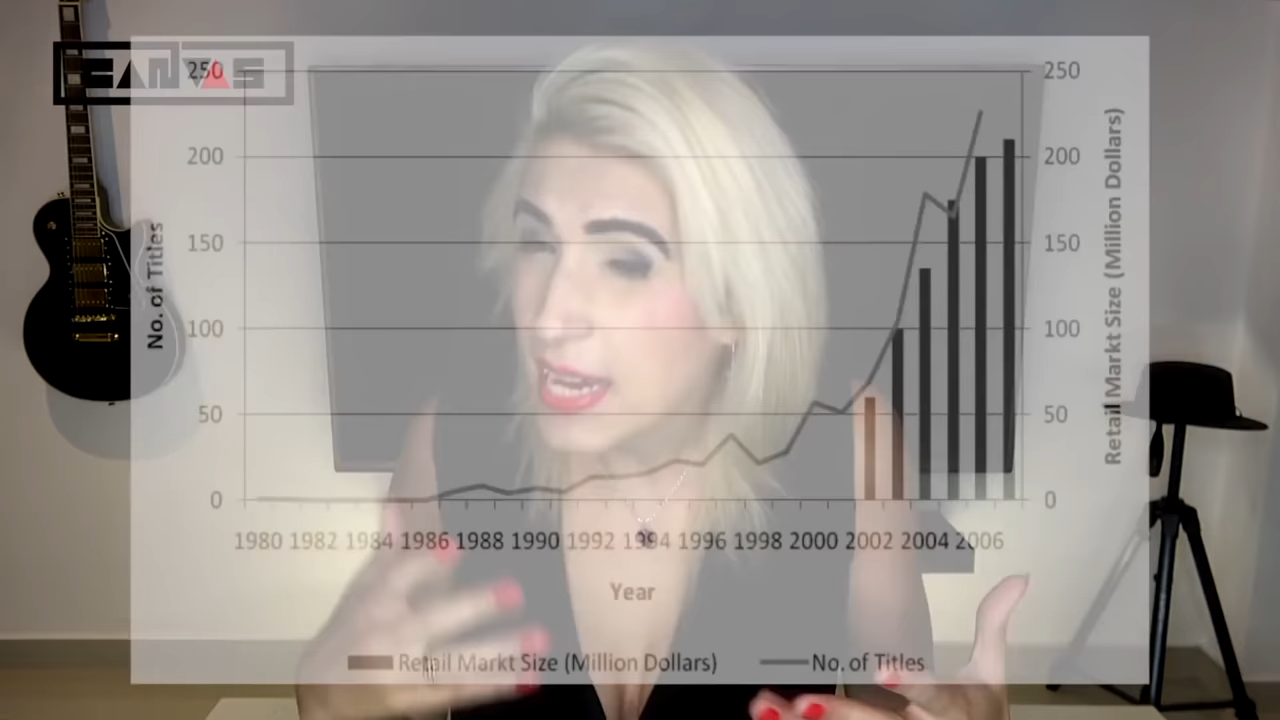 CANVAS
250
200
150
100
50
0
No. of Titles
250
200
150
100
50
0
Retail Markt Size (Million Dollars)
1980 1982 1984 1986 1988 1990 1992 1994 1996 1998 2000 2002 2004 2006
Year
Retail Markt Size (Million Dollars) No. of Titles